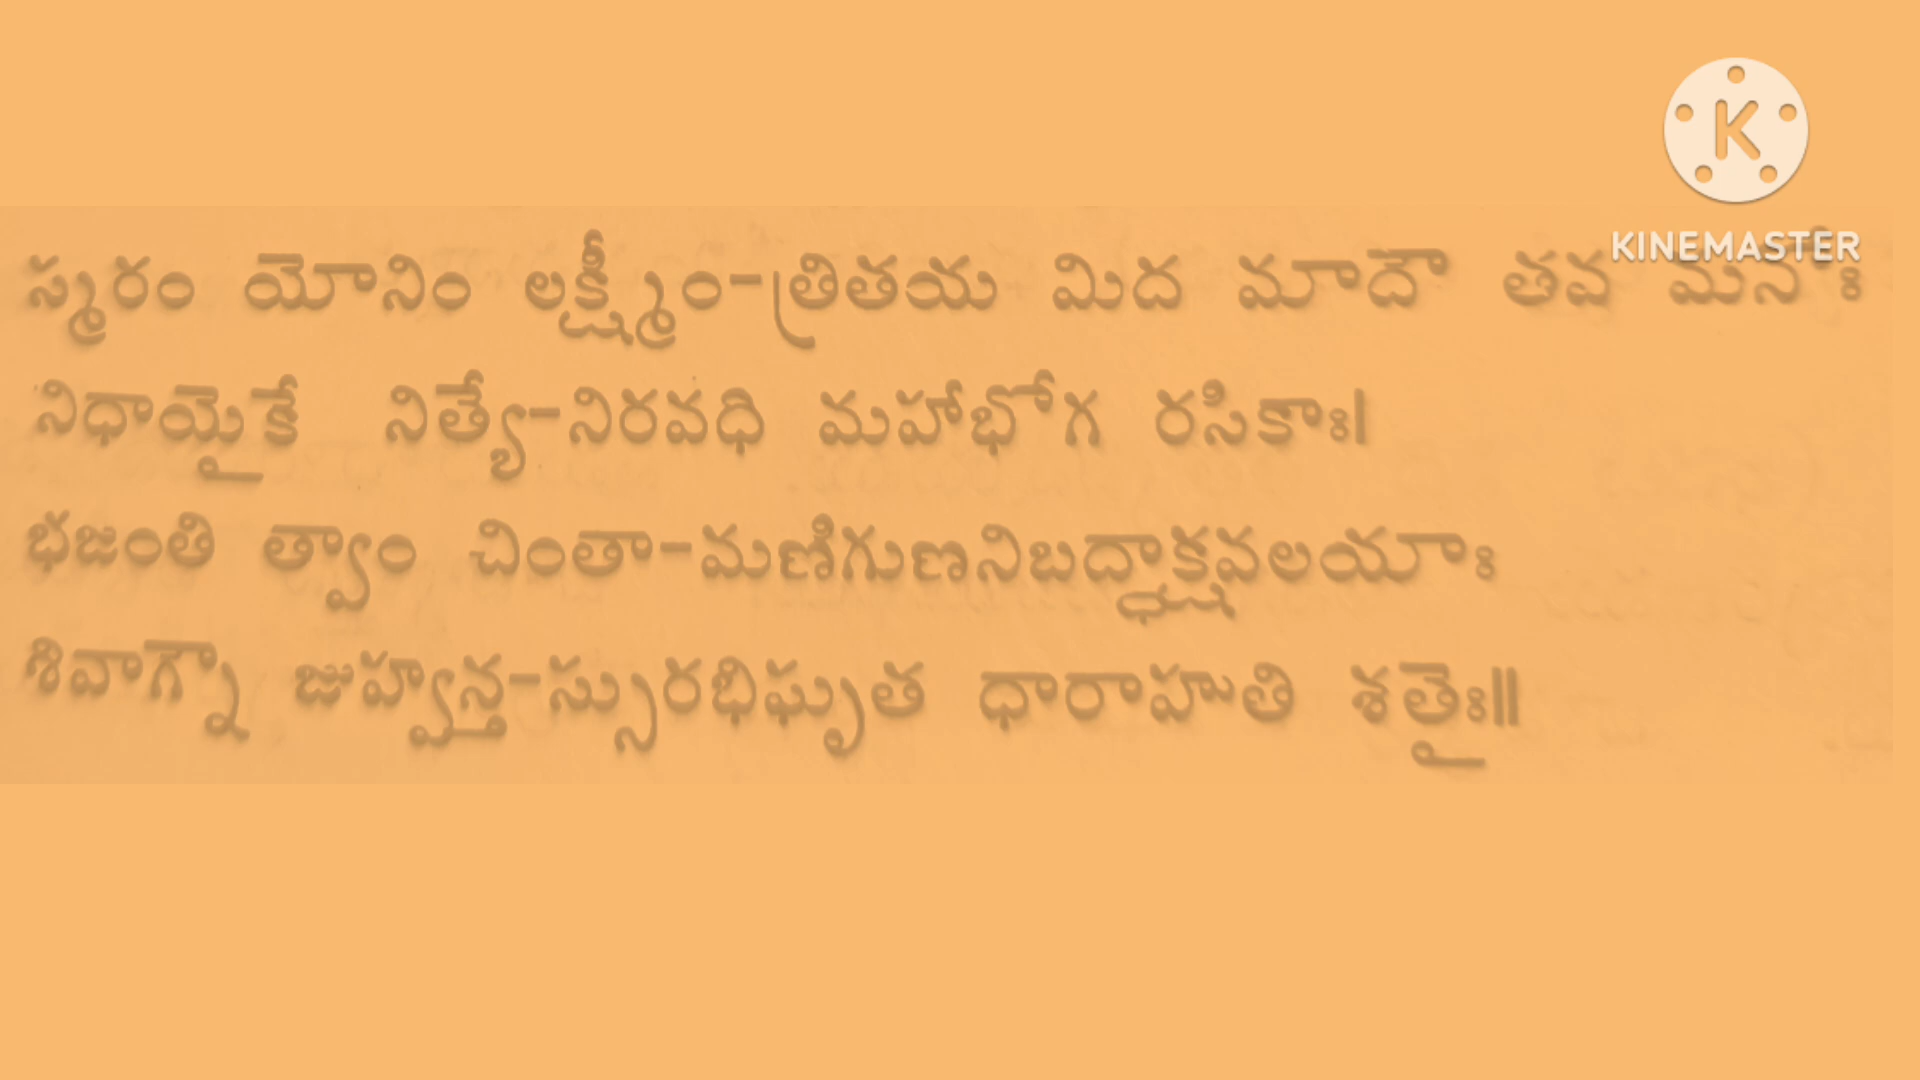 KINEMASTER
స్మరం యోనిం లక్ష్మీం-త్రితయ మిద మాదౌ తవ మనోః
నిధాయైకే నిత్యే-నిరవధి మహాభోగ రసికాః।
భజంతి త్వాం చింతా-మణిగుణనిబద్ధాక్షవలయాః
శివాగ్నౌ జుహ్వన్త-స్సురభిఘృత ధారాహుతి శతైః॥